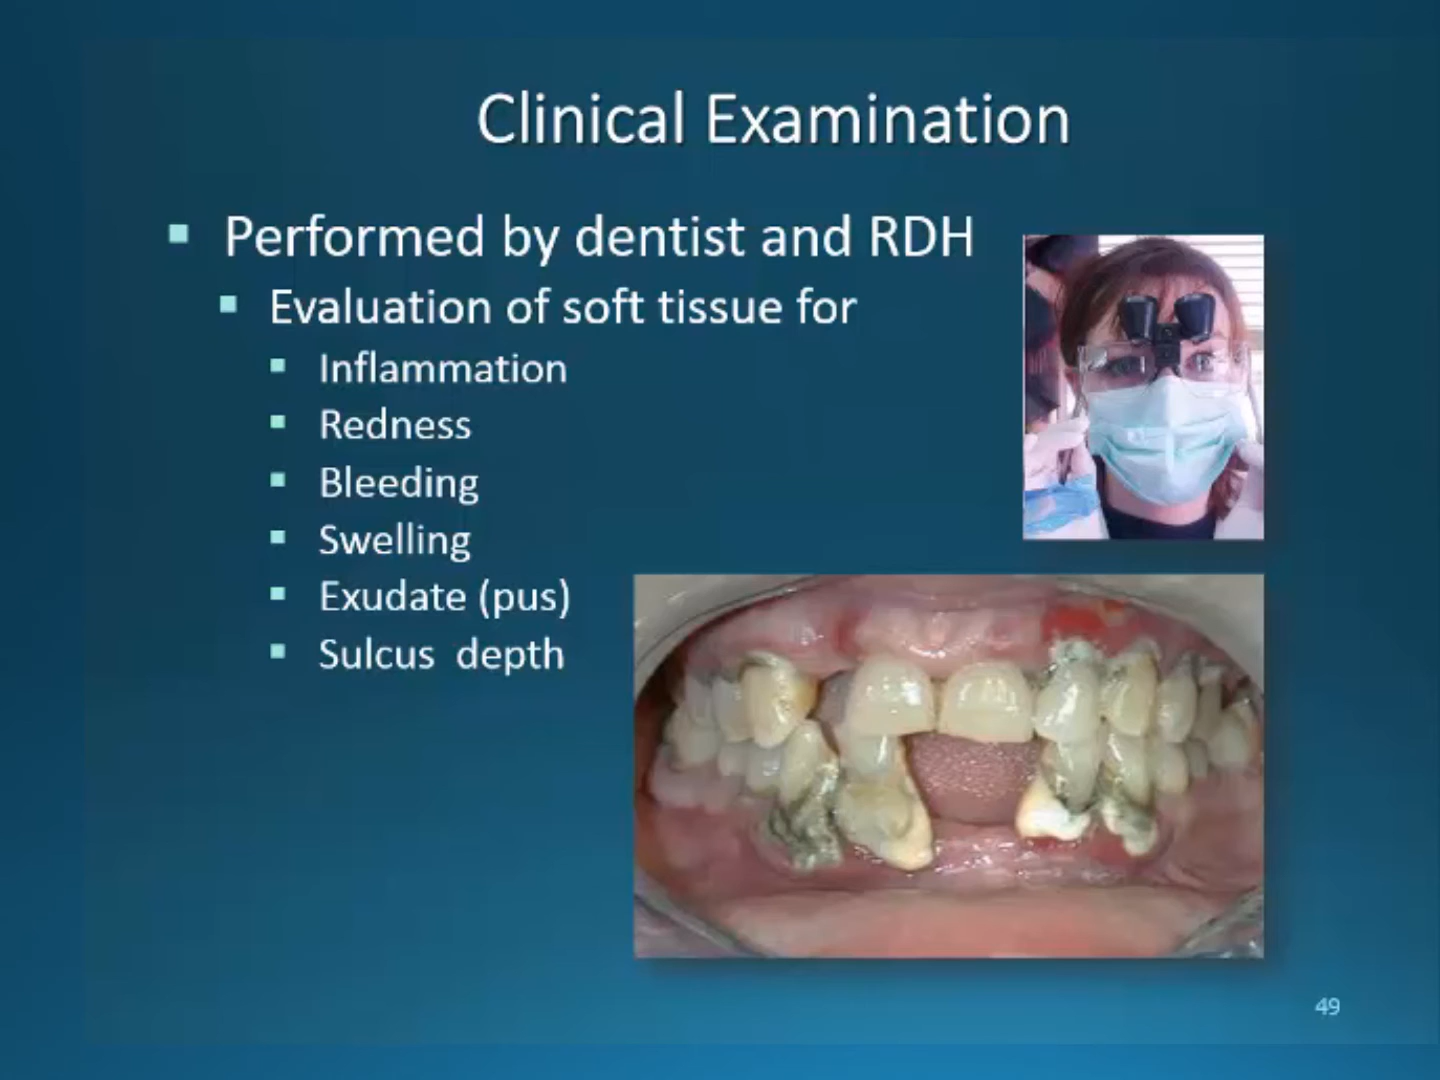 Clinical Examination
Performed by dentist and RDH
Evaluation of soft tissue for
Inflammation
Redness
Bleeding
Swelling
Exudate (pus)
Sulcus depth
49